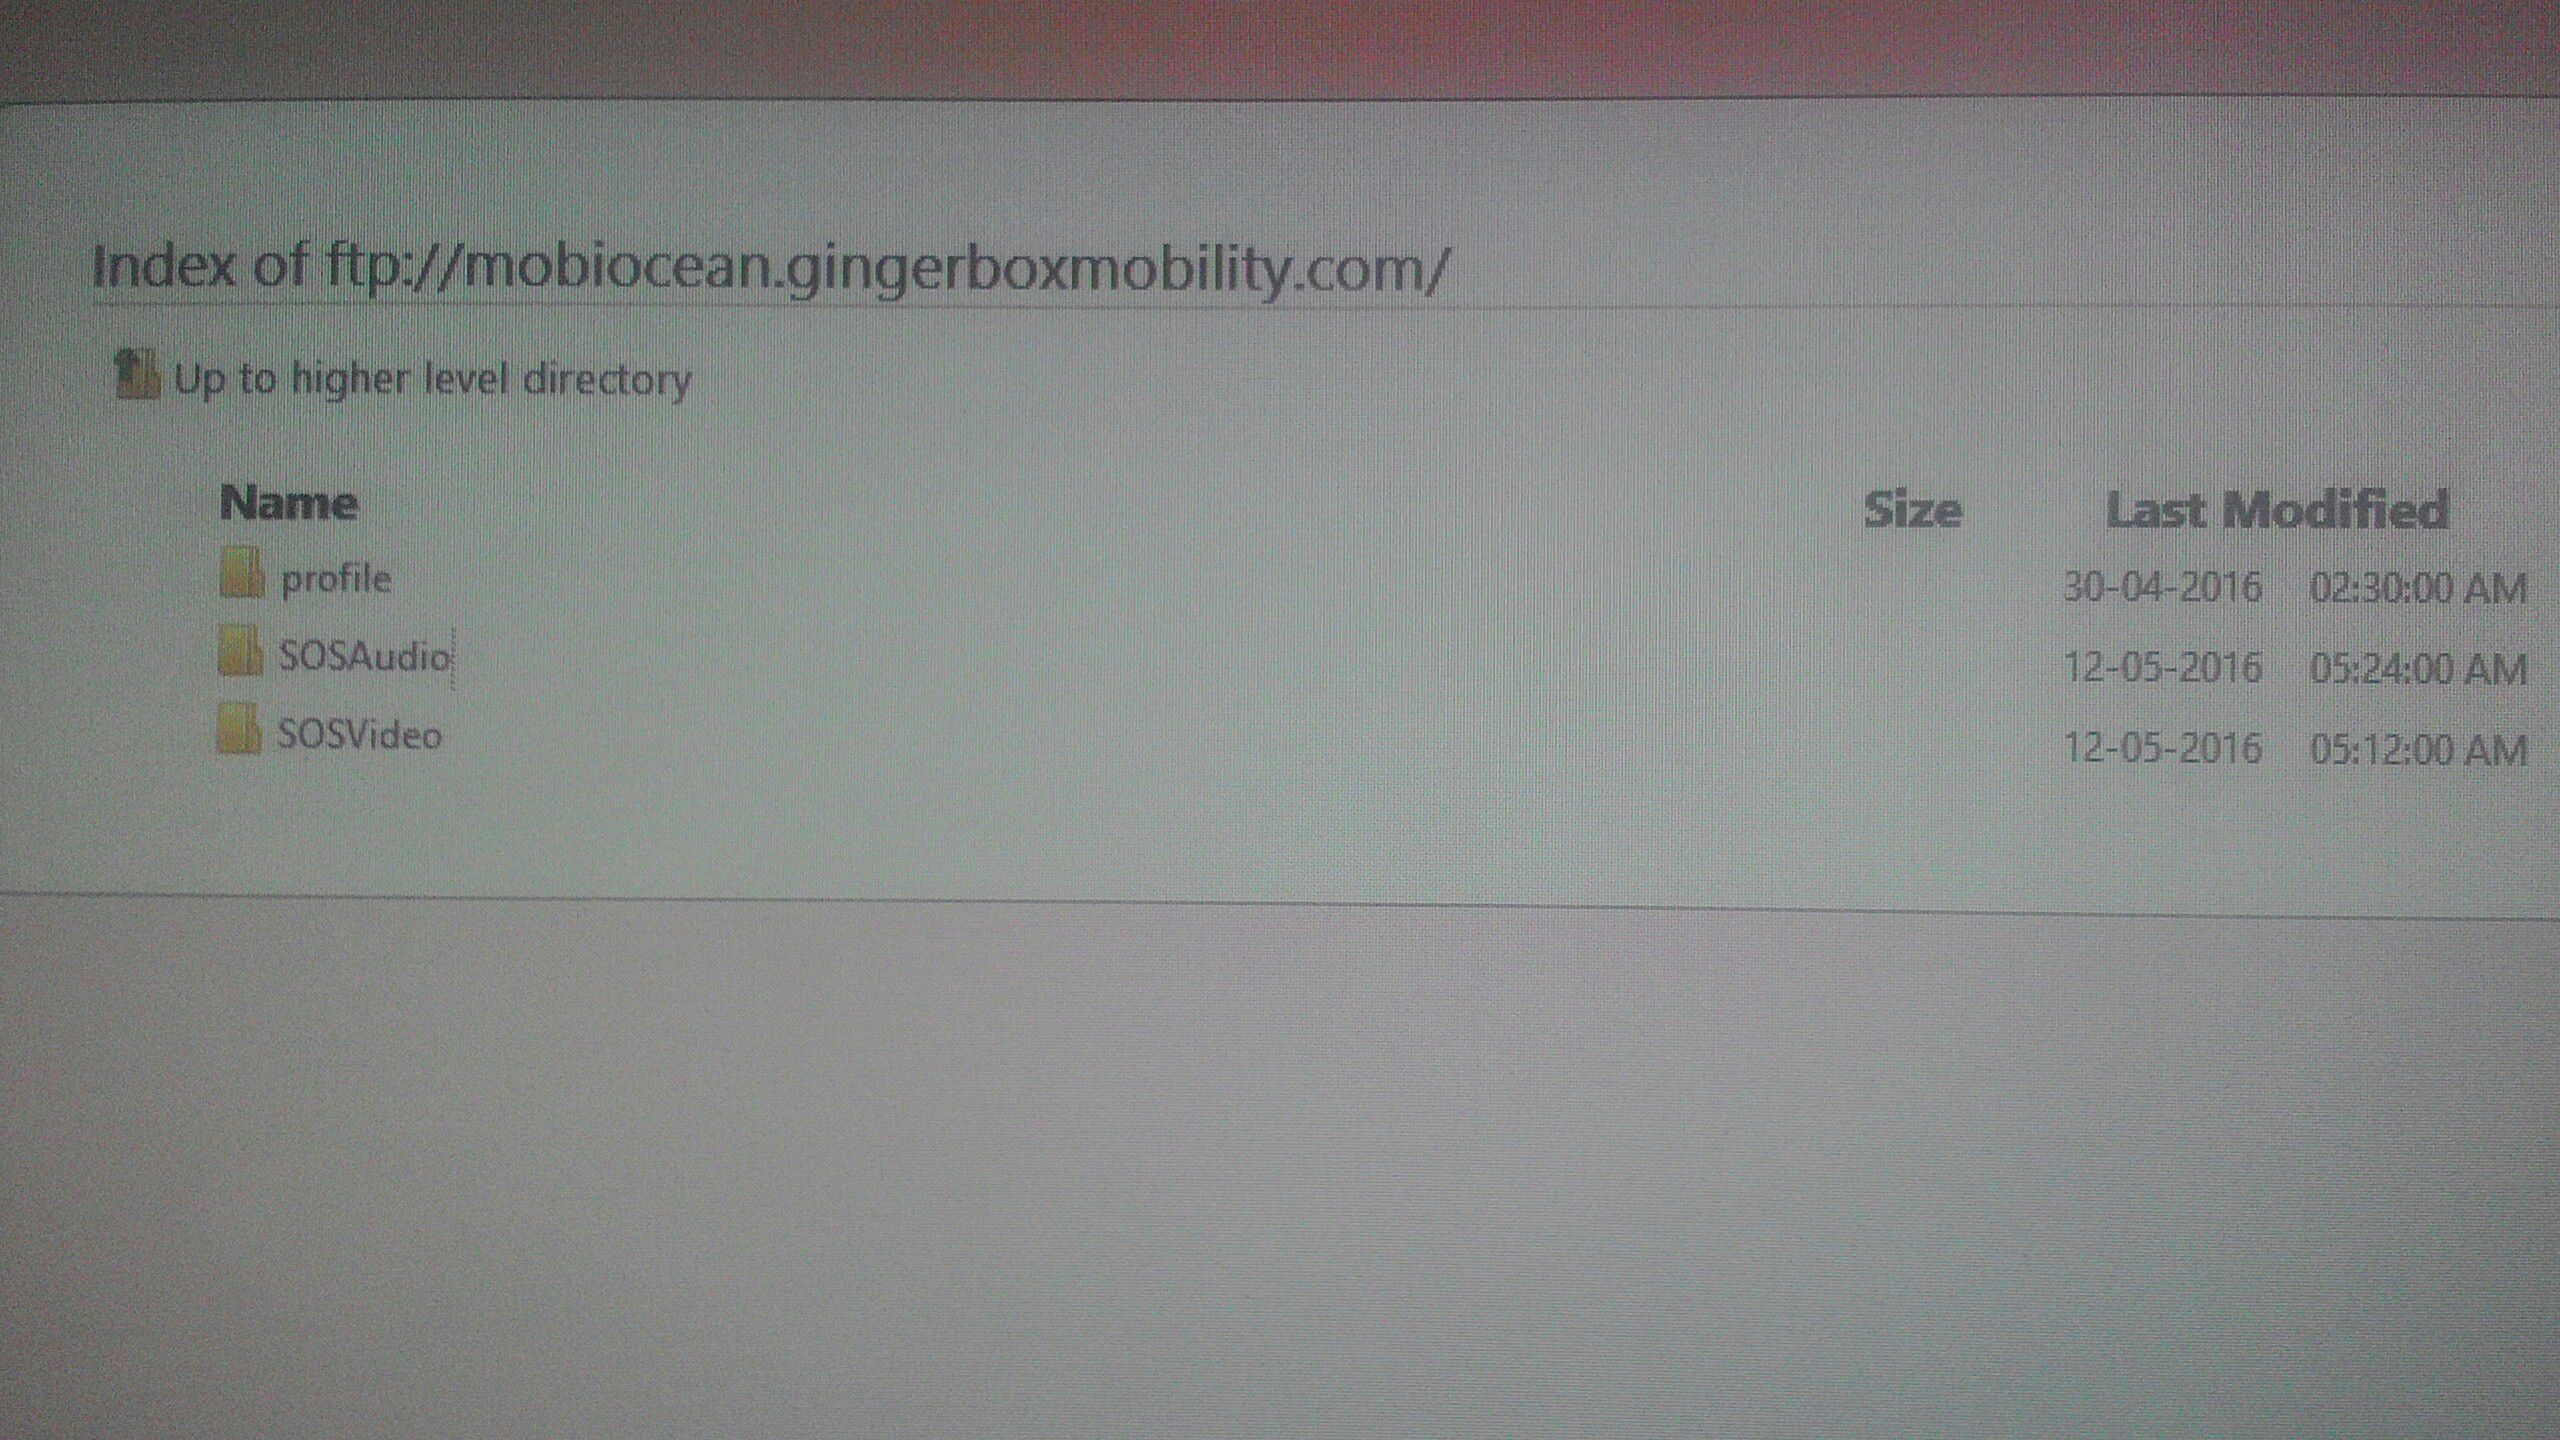 Index of ftp://mobiocean.gingerboxmobility.com/
Up to higher level directory
Name Size Last Modified
profile 30-04-2016 02:30:00 AM
SOSAudio 12-05-2016 05:24:00 AM
SOSVideo 12-05-2016 05:12:00 AM